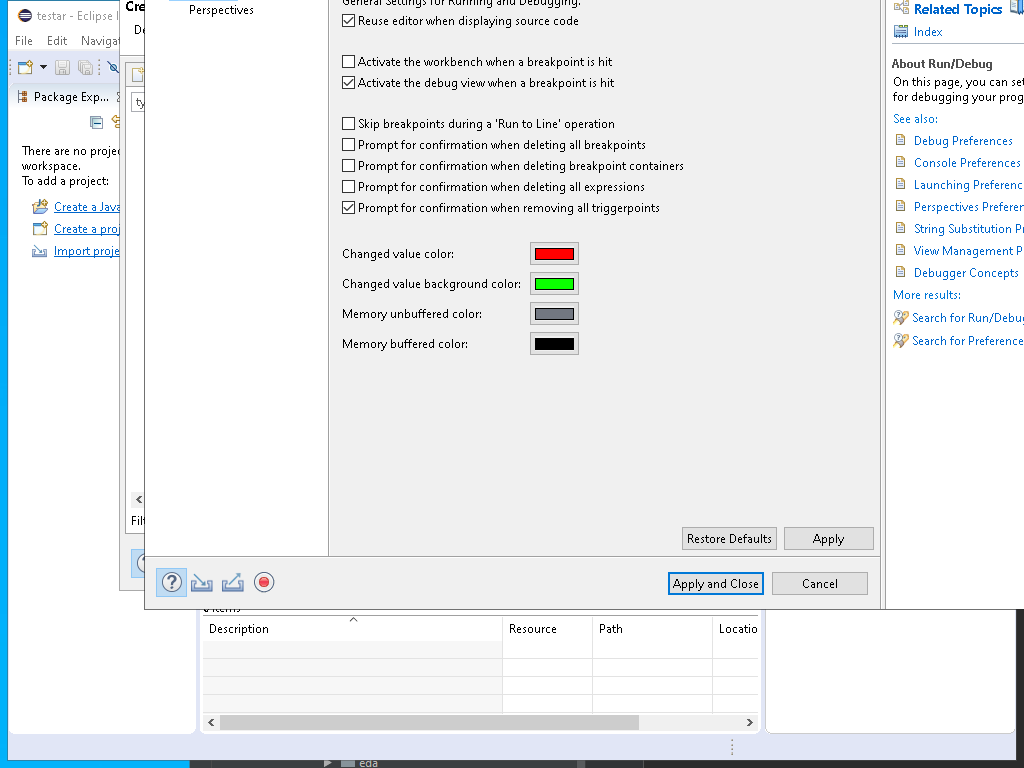 testar - Eclipse I
File Edit Naviga
Package Exp...
There are no proje
workspace.
To add a project:
Create a Java
Create a proj
Import proje
Cre
De
ty
Filt
Perspectives
General Settings for Running and Debugging.
Reuse editor when displaying source code
Activate the workbench when a breakpoint is hit
Activate the debug view when a breakpoint is hit
Skip breakpoints during a 'Run to Line' operation
Prompt for confirmation when deleting all breakpoints
Prompt for confirmation when deleting breakpoint containers
Prompt for confirmation when deleting all expressions
Prompt for confirmation when removing all triggerpoints
Changed value color:
Changed value background color:
Memory unbuffered color:
Memory buffered color:
Restore Defaults Apply
Apply and Close Cancel
Related Topics
Index
About Run/Debug
On this page, you can set
for debugging your prog
See also:
Debug Preferences
Console Preferences
Launching Preferenc
Perspectives Preferen
String Substitution Pr
View Management P
Debugger Concepts
More results:
Search for Run/Debug
Search for Preference
Items
Description Resource Path Locatio
eda